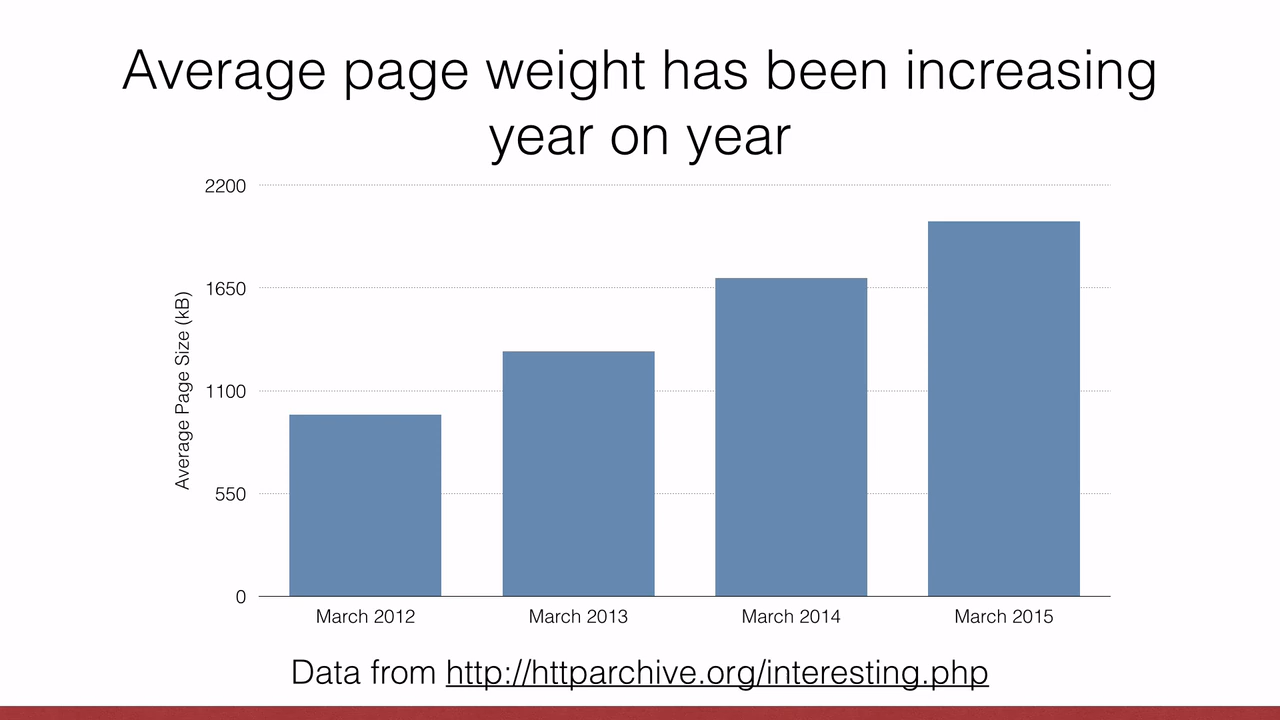 Average page weight has been increasing
year on year
2200
1650
1100
550
0
Average Page Size (kB)
March 2012
March 2013
March 2014
March 2015
Data from http://httparchive.org/interesting.php